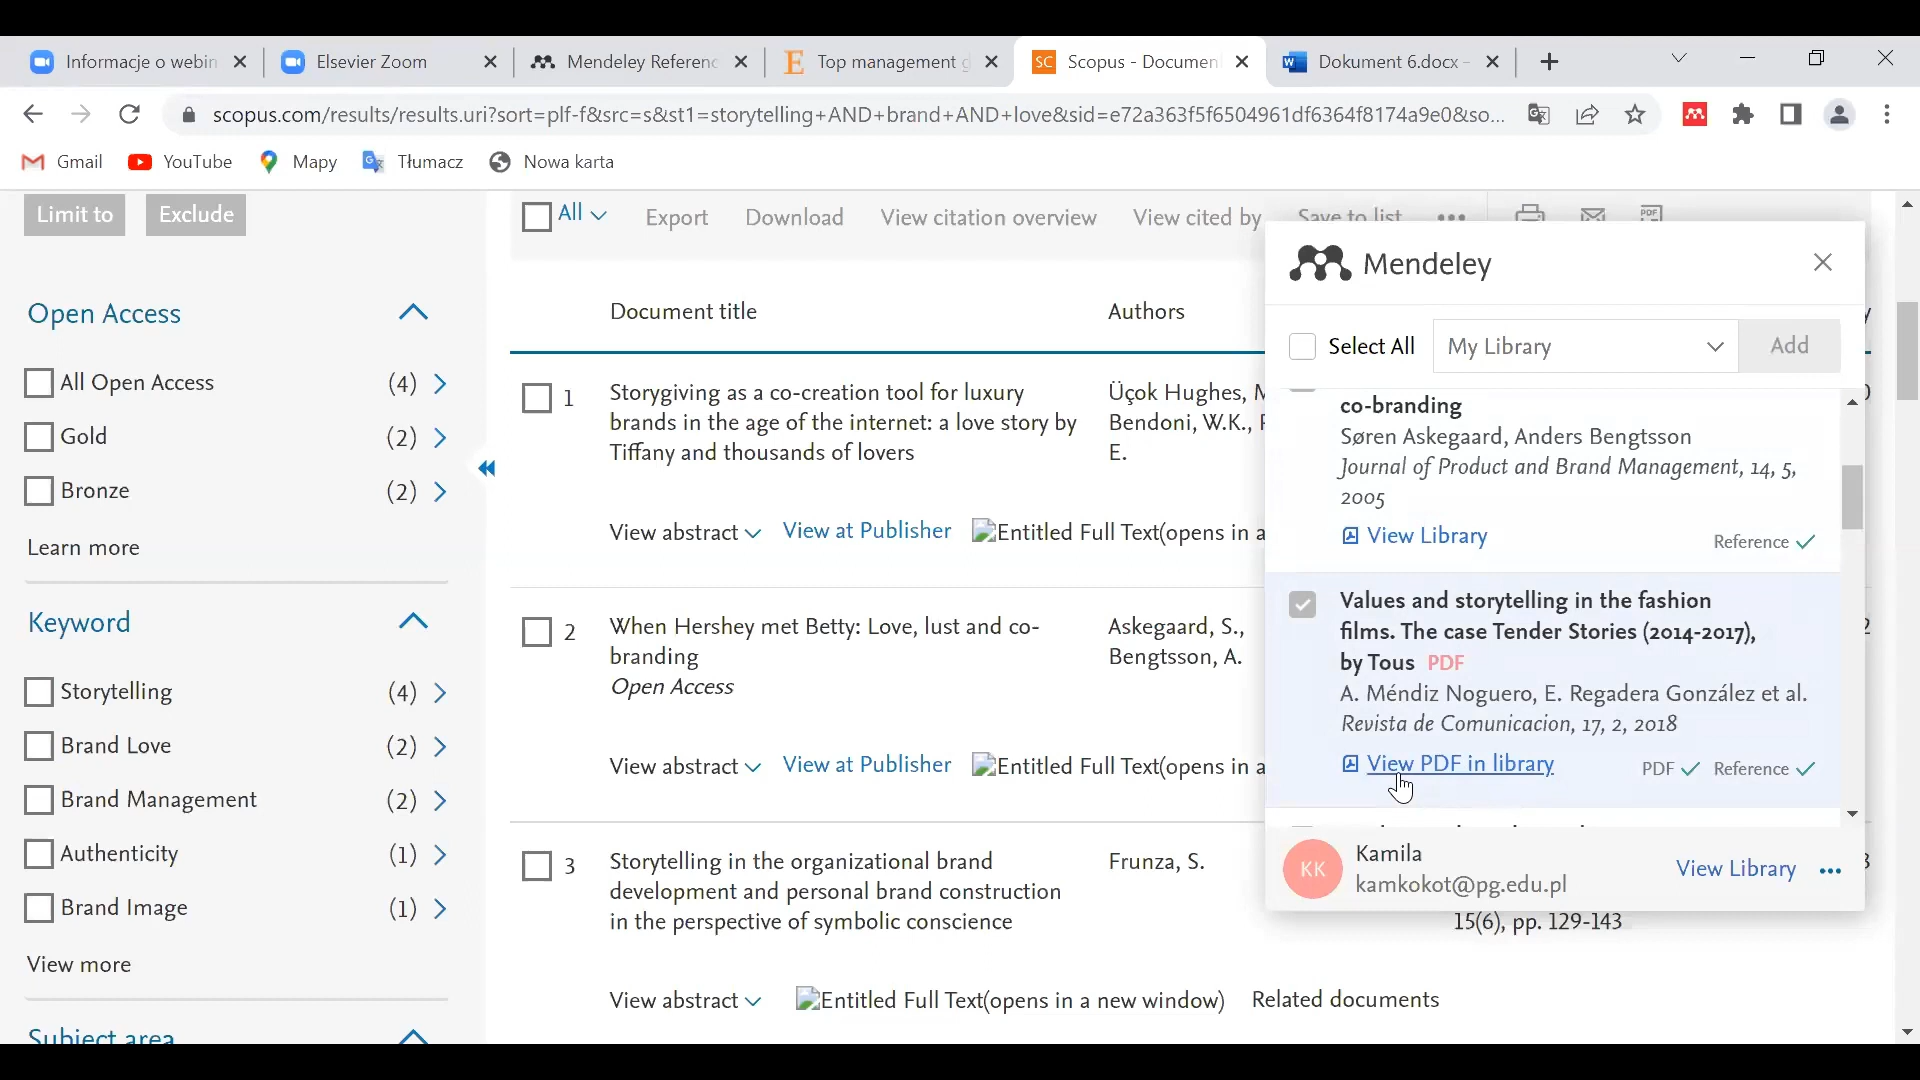 Informacje o webin
Elsevier Zoom
Mendeley Referenc
Top management g
SC Scopus - Document
Dokument 6.docx -
scopus.com/results/results.uri?sort=plf-f&src=s&st1=storytelling+AND+brand+AND+love&sid=e72a363f5f6504961df6364f8174a9e0&so...
Gmail
YouTube
Mapy
Tłumacz
Nowa karta
Limit to
Exclude
Open Access
All Open Access (4)
Gold (2)
Bronze (2)
Learn more
Keyword
Storytelling (4)
Brand Love (2)
Brand Management (2)
Authenticity (1)
Brand Image (1)
View more
Subject area
All
Export
Download
View citation overview
View cited by
Save to list
PDF
Document title
Authors
1
Storygiving as a co-creation tool for luxury
brands in the age of the internet: a love story by
Tiffany and thousands of lovers
Üçok Hughes, M
Bendoni, W.K.,
E.
View abstract
View at Publisher
Entitled Full Text(opens in a
2
When Hershey met Betty: Love, lust and co-
branding
Open Access
Askegaard, S.,
Bengtsson, A.
View abstract
View at Publisher
Entitled Full Text(opens in a
3
Storytelling in the organizational brand
development and personal brand construction
in the perspective of symbolic conscience
Frunza, S.
15(6), pp. 129-143
View abstract
Entitled Full Text(opens in a new window)
Related documents
Mendeley
Select All
My Library
Add
co-branding
Søren Askegaard, Anders Bengtsson
Journal of Product and Brand Management, 14, 5,
2005
View Library
Reference
Values and storytelling in the fashion
films. The case Tender Stories (2014-2017),
by Tous PDF
A. Méndiz Noguero, E. Regadera González et al.
Revista de Comunicacion, 17, 2, 2018
View PDF in library
PDF
Reference
KK
Kamila
kamkokot@pg.edu.pl
View Library